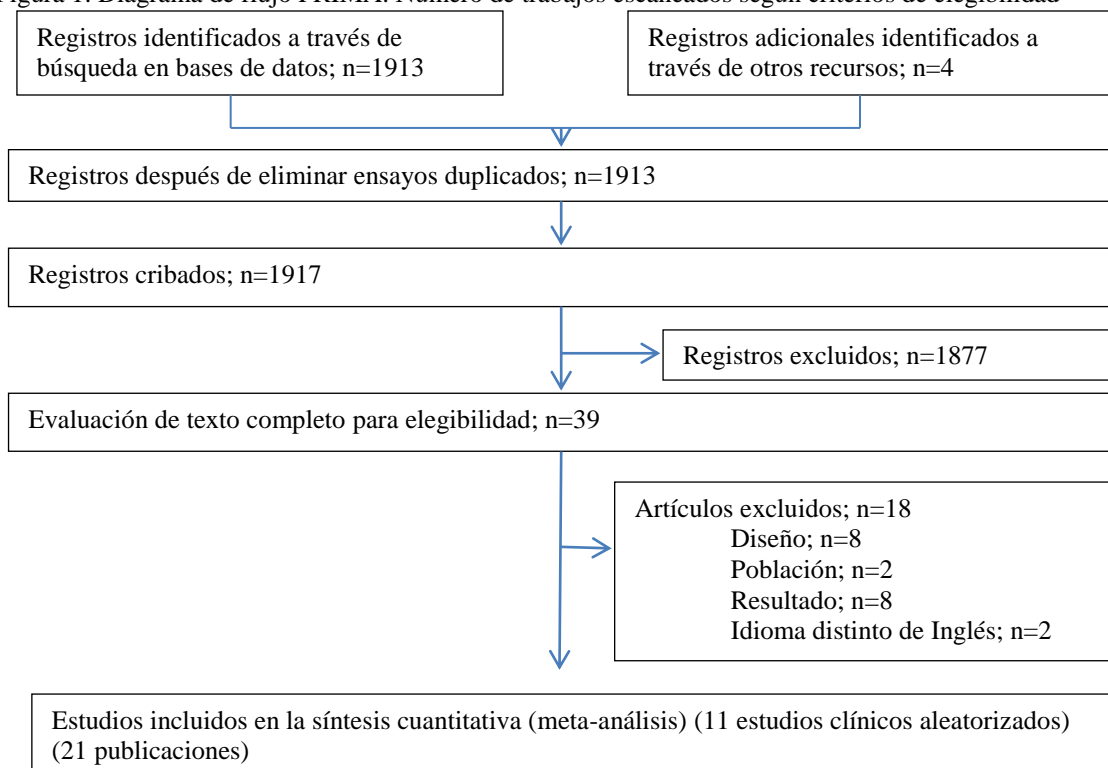 Figura 1. Diagrama de flujo PRIMA. Número de trabajos escalificados según criterios de elegibilidad
Registros identificados a través de
búsqueda en bases de datos; n=1913
Registros adicionales identificados a
través de otros recursos; n=4
Registros después de eliminar ensayos duplicados; n=1913
Registros cribados; n=1917
Registros excluidos; n=1877
Evaluación de texto completo para elegibilidad; n=39
Artículos excluidos; n=18
Diseño; n=8
Población; n=2
Resultado; n=8
Idioma distinto de Inglés; n=2
Estudios incluidos en la síntesis cuantitativa (meta-análisis) (11 estudios clínicos aleatorizados)
(21 publicaciones)